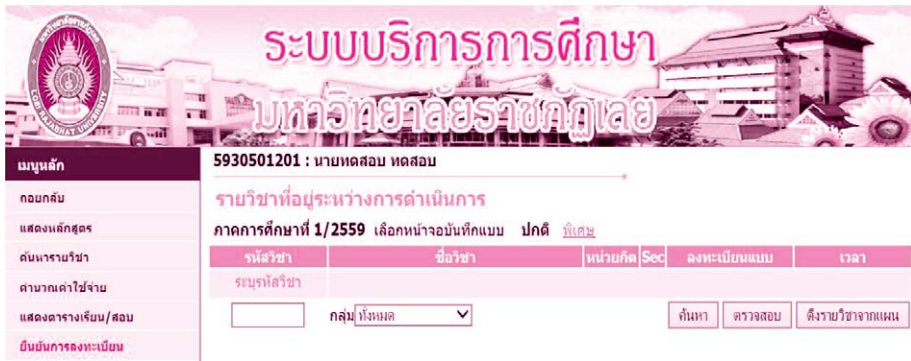 ระบบบริการการศึกษา
มหาวิทยาลัยราชภัฏเลย
LOEI RAJABHAT UNIVERSITY
เมนูหลัก
ถอยกลับ
แสดงหลักสูตร
ค้นหารายวิชา
คำนวณค่าใช้จ่าย
แสดงตารางเรียน/สอบ
ยืนยันการลงทะเบียน
5930501201 : นายทดสอบ ทดสอบ
รายวิชาที่อยู่ระหว่างการดำเนินการ
ภาคการศึกษาที่ 1/2559 เลือกหน้าจอบันทึกแบบ ปกติ พิเศษ
รหัสวิชา ชื่อวิชา หน่วยกิต Sec ลงทะเบียนแบบ เวลา
ระบุรหัสวิชา
กลุ่ม ทั้งหมด ค้นหา ตรวจสอบ ดึงรายวิชาจากแผน